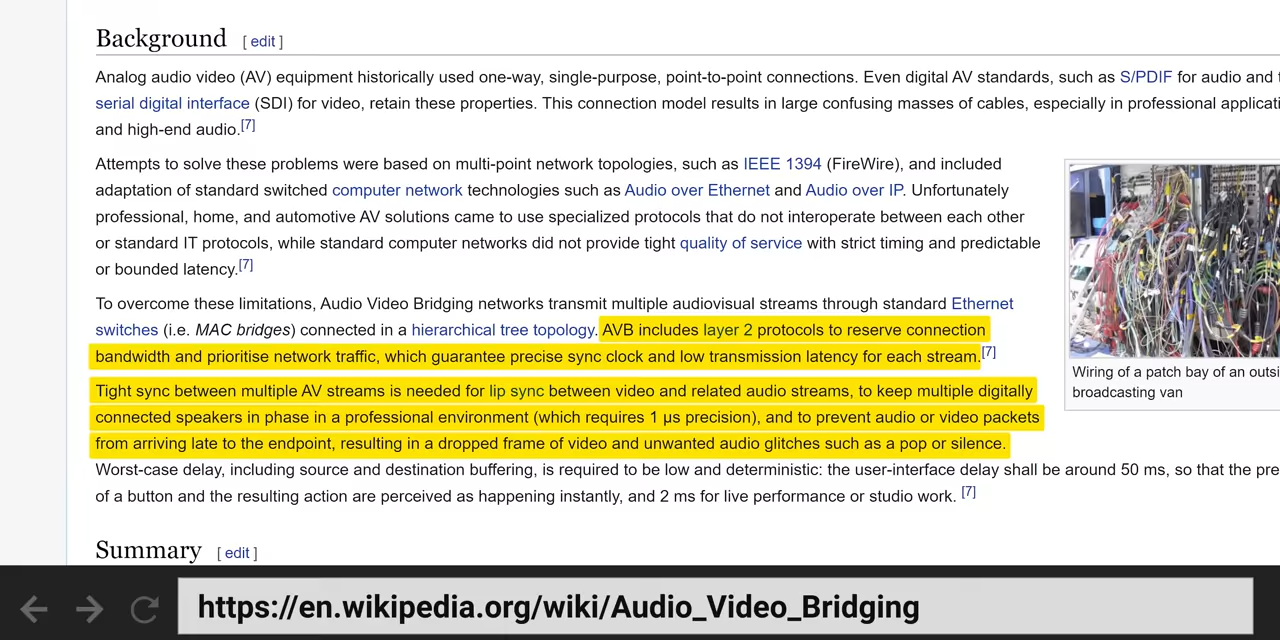 Background [ edit ]
Analog audio video (AV) equipment historically used one-way, single-purpose, point-to-point connections. Even digital AV standards, such as S/PDIF for audio and
serial digital interface (SDI) for video, retain these properties. This connection model results in large confusing masses of cables, especially in professional
and high-end audio.[7]
Attempts to solve these problems were based on multi-point network topologies, such as IEEE 1394 (FireWire), and included
adaptation of standard switched computer network technologies such as Audio over Ethernet and Audio over IP. Unfortunately
professional, home, and automotive AV solutions came to use specialized protocols that do not interoperate between each other
or standard IT protocols, while standard computer networks did not provide tight quality of service with strict timing and predictable
or bounded latency.[7]
To overcome these limitations, Audio Video Bridging networks transmit multiple audiovisual streams through standard Ethernet
switches (i.e. MAC bridges) connected in a hierarchical tree topology. AVB includes layer 2 protocols to reserve connection
bandwidth and prioritise network traffic, which guarantee precise sync clock and low transmission latency for each stream.[7]
Tight sync between multiple AV streams is needed for lip sync between video and related audio streams, to keep multiple digitally
connected speakers in phase in a professional environment (which requires 1 µs precision), and to prevent audio or video packets
from arriving late to the endpoint, resulting in a dropped frame of video and unwanted audio glitches such as a pop or silence.
Worst-case delay, including source and destination buffering, is required to be low and deterministic: the user-interface delay shall be around 50 ms, so that the
of a button and the resulting action are perceived as happening instantly, and 2 ms for live performance or studio work. [7]
Wiring of a patch bay of an
broadcasting van
Summary [ edit ]
https://en.wikipedia.org/wiki/Audio_Video_Bridging